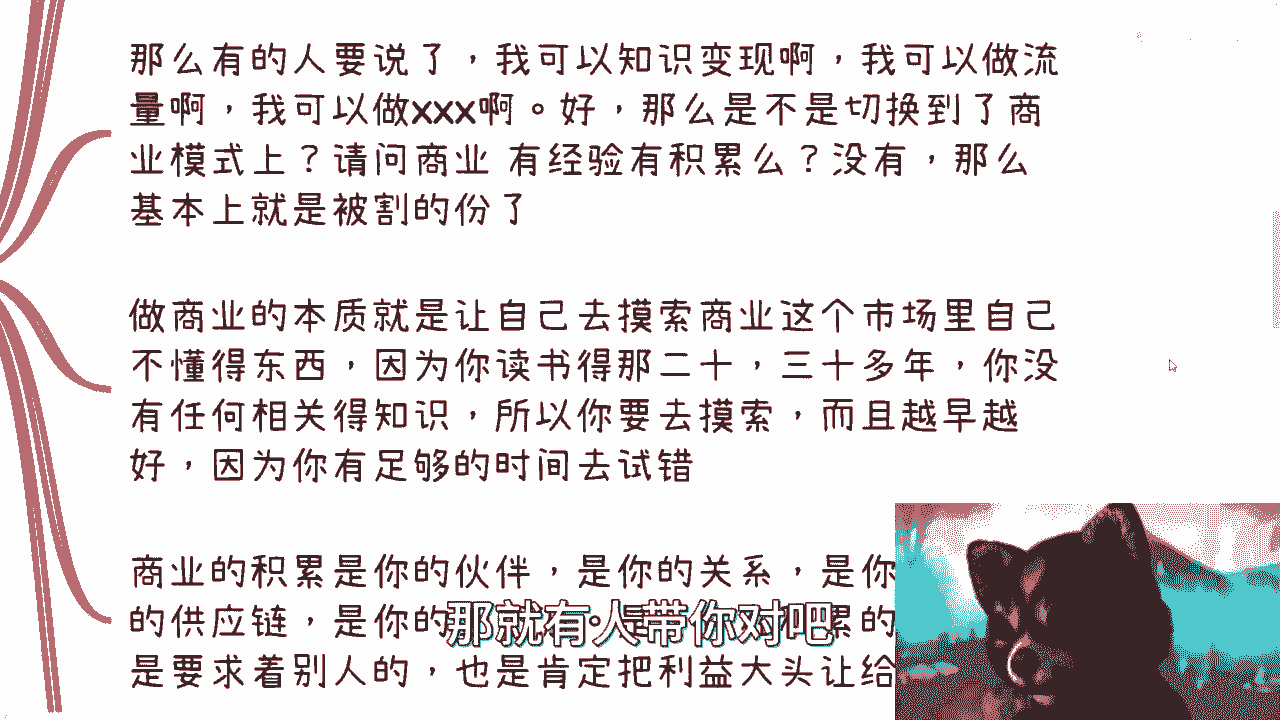 那么有的人要说了，我可以知识变现啊，我可以做流
量啊，我可以做xxx啊。好，那么是不是切换到了商
业模式上？请问商业 有经验有积累么？没有，那么
基本上就是被割的份了
做商业的本质就是让自己去摸索商业这个市场里自己
不懂得东西，因为你读书得那二十，三十多年，你没
有任何相关得知识，所以你要去摸索，而且越早越
好，因为你有足够的时间去试错
商业的积累是你的伙伴，是你的关系，是你
的供应链，是你的 累的
那就有人带你对吧
是要求着别人的，也是肯定把利益大头让给